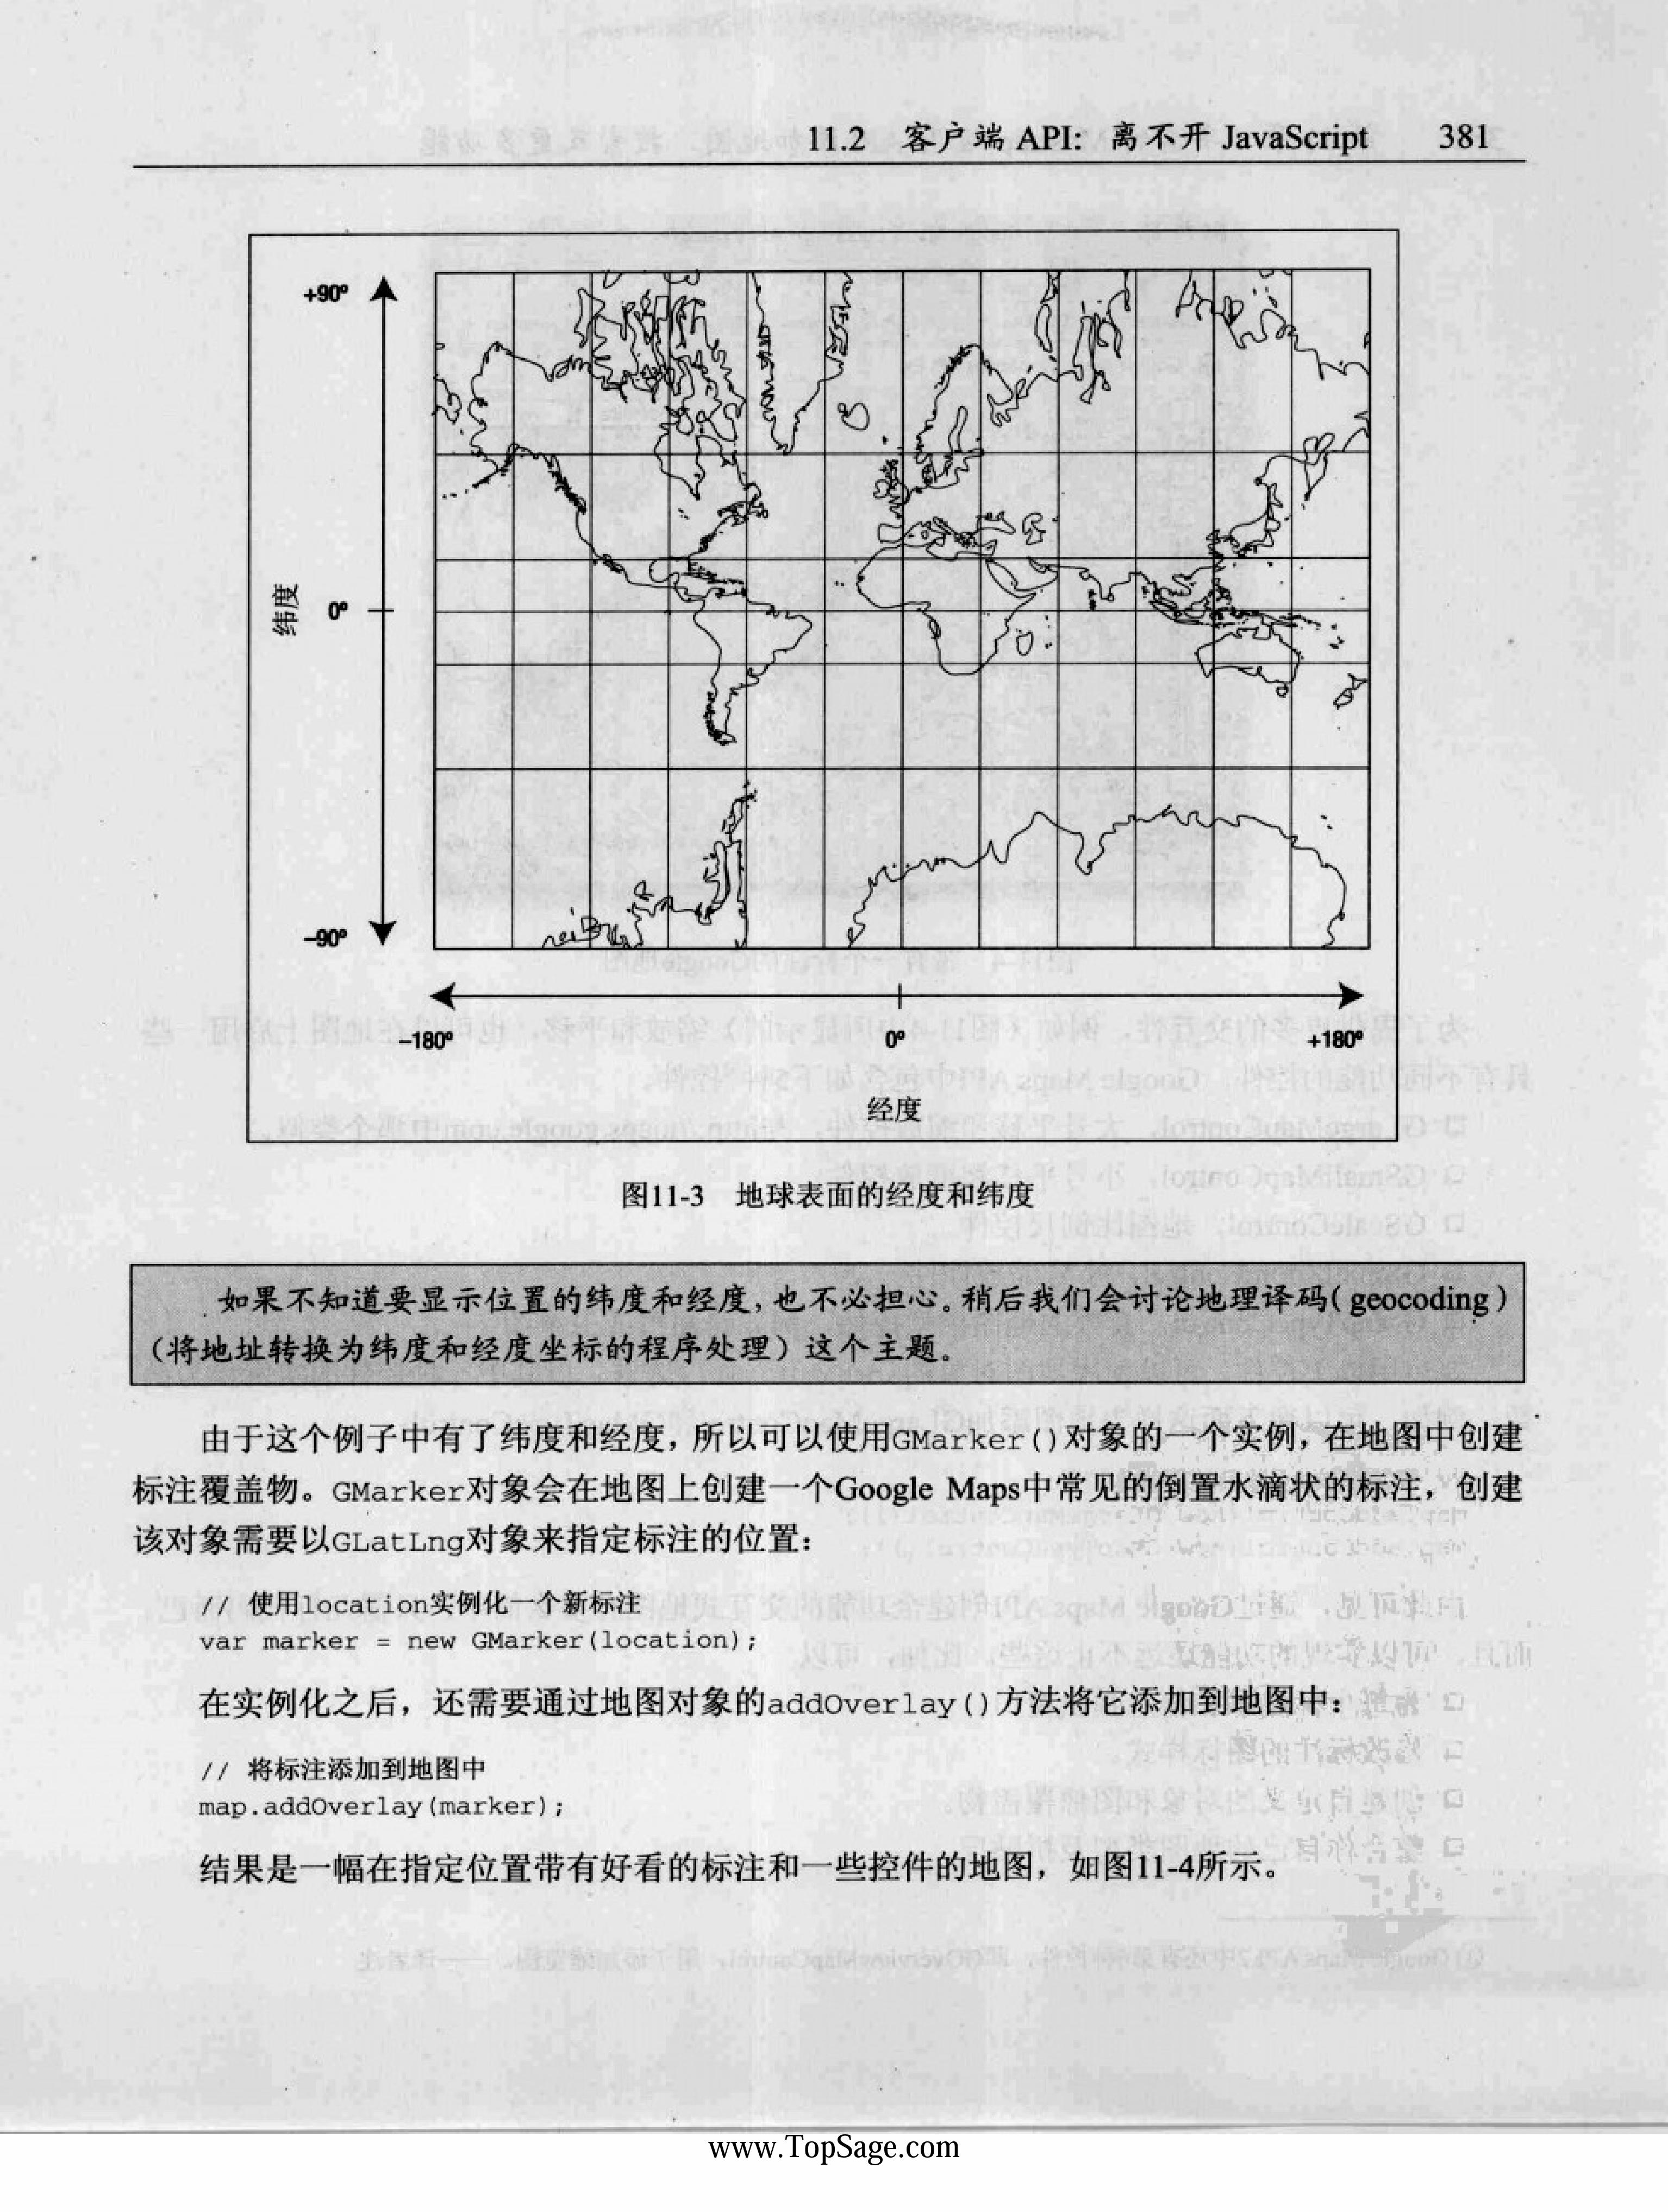 11.2 客户端 API: 离不开 JavaScript 381
+90°
纬度
0°
–90°
–180° 0° +180°
经度
图11-3 地球表面的经度和纬度
如果不知道要显示位置的纬度和经度,也不必担心。稍后我们会讨论地理译码(geocoding)
(将地址转换为纬度和经度坐标的程序处理)这个主题。
由于这个例子中有了纬度和经度,所以可以使用GMarker()对象的一个实例,在地图中创建
标注覆盖物。GMarker对象会在地图上创建一个Google Maps中常见的倒置水滴状的标注,创建
该对象需要以GLatLng对象来指定标注的位置:
// 使用location实例化一个新标注
var marker = new GMarker(location);
在实例化之后,还需要通过地图对象的addOverlay()方法将它添加到地图中:
// 将标注添加到地图中
map.addOverlay(marker);
结果是一幅在指定位置带有好看的标注和一些控件的地图,如图11-4所示。
www.TopSage.com